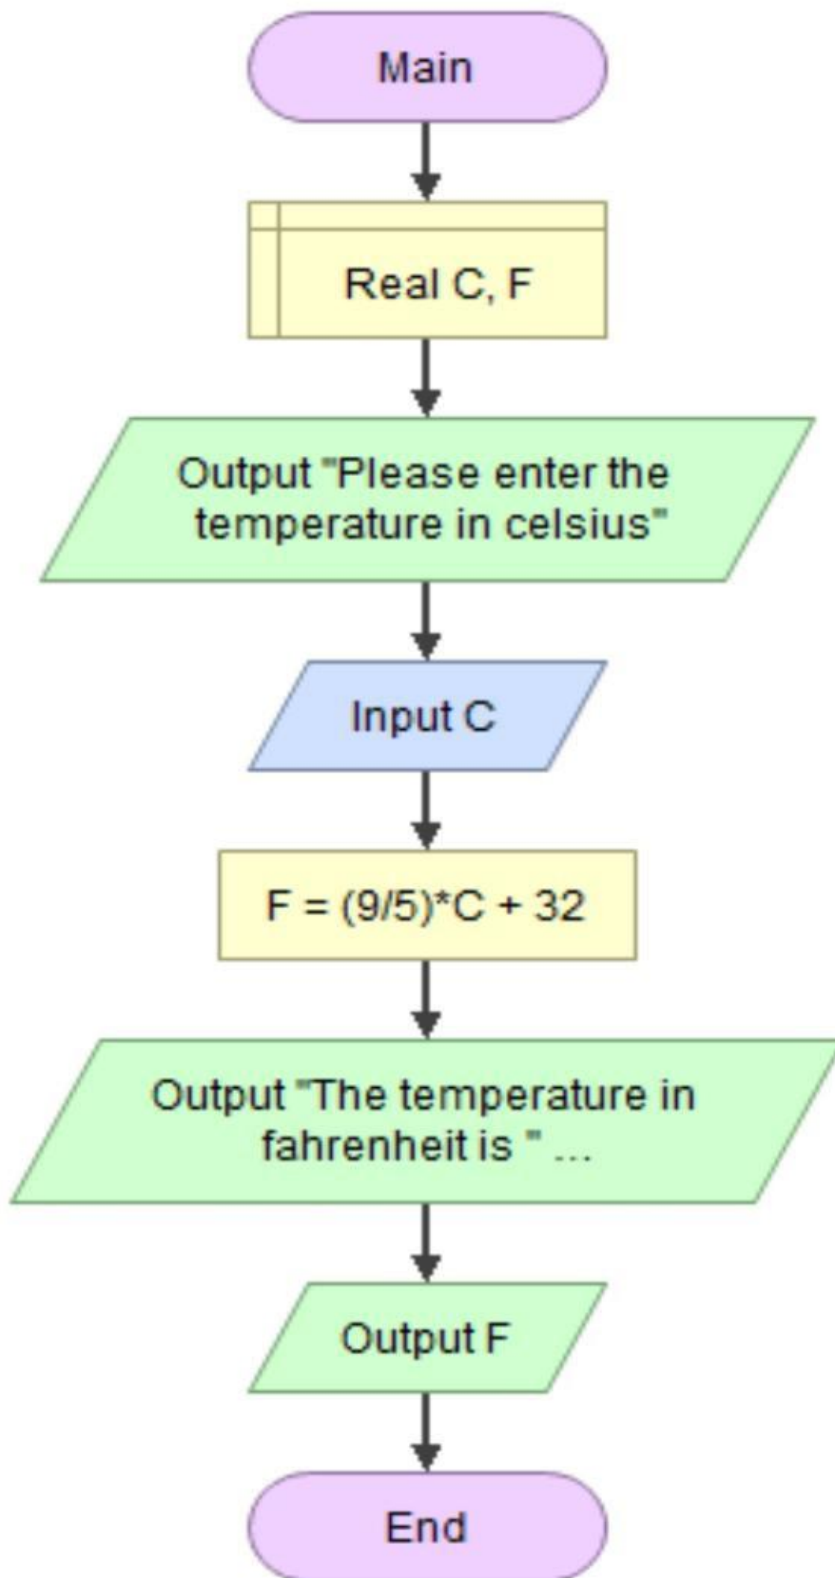 Main
Real C, F
Output "Please enter the
temperature in celsius"
Input C
F = (9/5)*C + 32
Output "The temperature in
fahrenheit is " ...
Output F
End